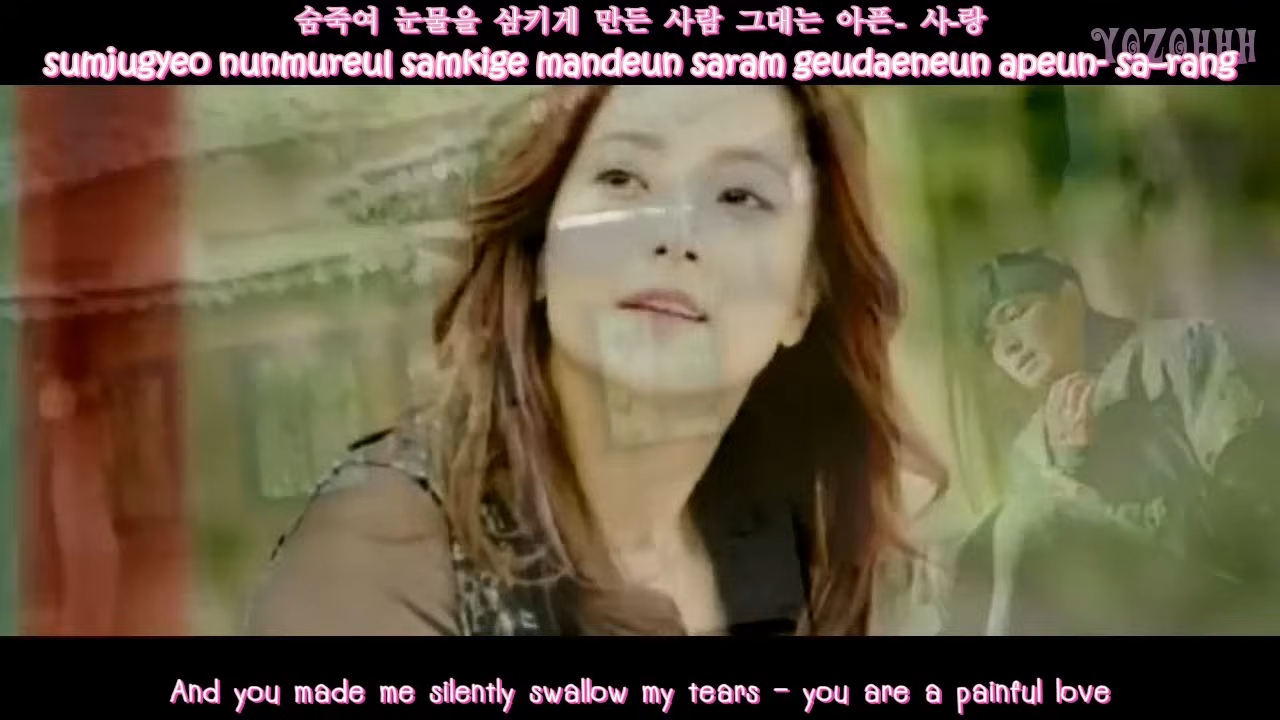 숨죽여 눈물을 삼키게 만든 사람 그대는 아픈- 사-랑
YOZOHHH
sumjugyeo nunmureul samkige mandeun saram geudaeneun apeun- sa-rang
And you made me silently swallow my tears - you are a painful love